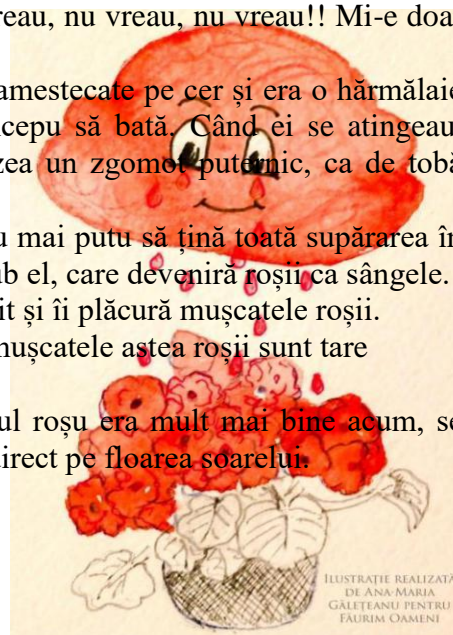 reau, nu vreau, nu vreau!! Mi-e doa
amestecate pe cer și era o hărmălaie
cepu să bată. Când ei se atingeau
zea un zgomot puternic, ca de tobă
u mai putu să țină toată supărarea în
ub el, care deveniră roșii ca sângele.
it și îi plăcură mușcatele roșii.
mușcatele astea roșii sunt tare
ul roșu era mult mai bine acum, se
direct pe floarea soarelui.
ILUSTRAȚIE REALIZATĂ
DE ANA-MARIA
GĂLEȚEANU PENTRU
FĂURIM OAMENI